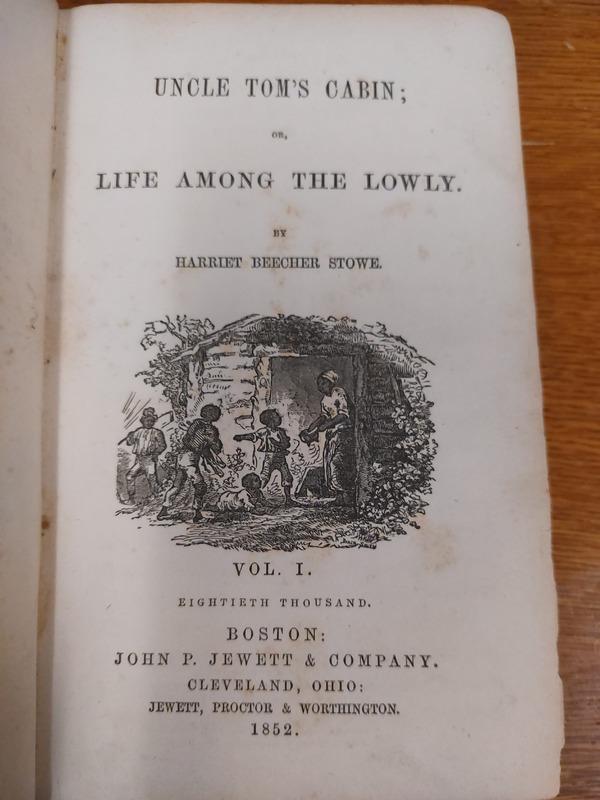 UNCLE TOM'S CABIN;
OR,
LIFE AMONG THE LOWLY.
BY
HARRIET BEECHER STOWE.
VOL. I.
EIGHTIETH THOUSAND.
BOSTON:
JOHN P. JEWETT & COMPANY.
CLEVELAND, OHIO:
JEWETT, PROCTOR & WORTHINGTON.
1852.